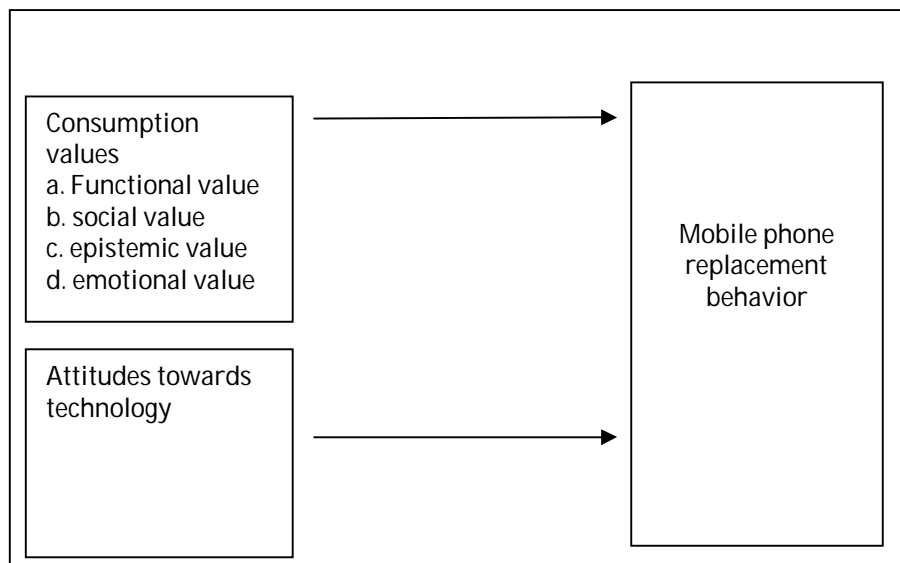 Consumption
values
a. Functional value
b. social value
c. epistemic value
d. emotional value
Attitudes towards
technology
Mobile phone
replacement
behavior